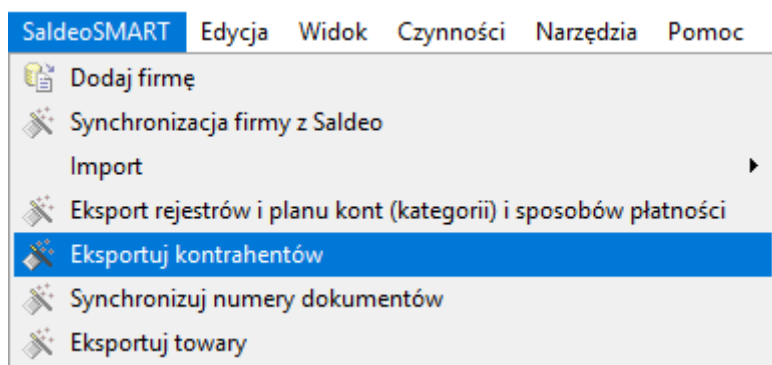 SaldeoSMART Edycja Widok Czynności Narzędzia Pomoc
Dodaj firmę
Synchronizacja firmy z Saldeo
Import
Eksport rejestrów i planu kont (kategorii) i sposobów płatności
Eksportuj kontrahentów
Synchronizuj numery dokumentów
Eksportuj towary